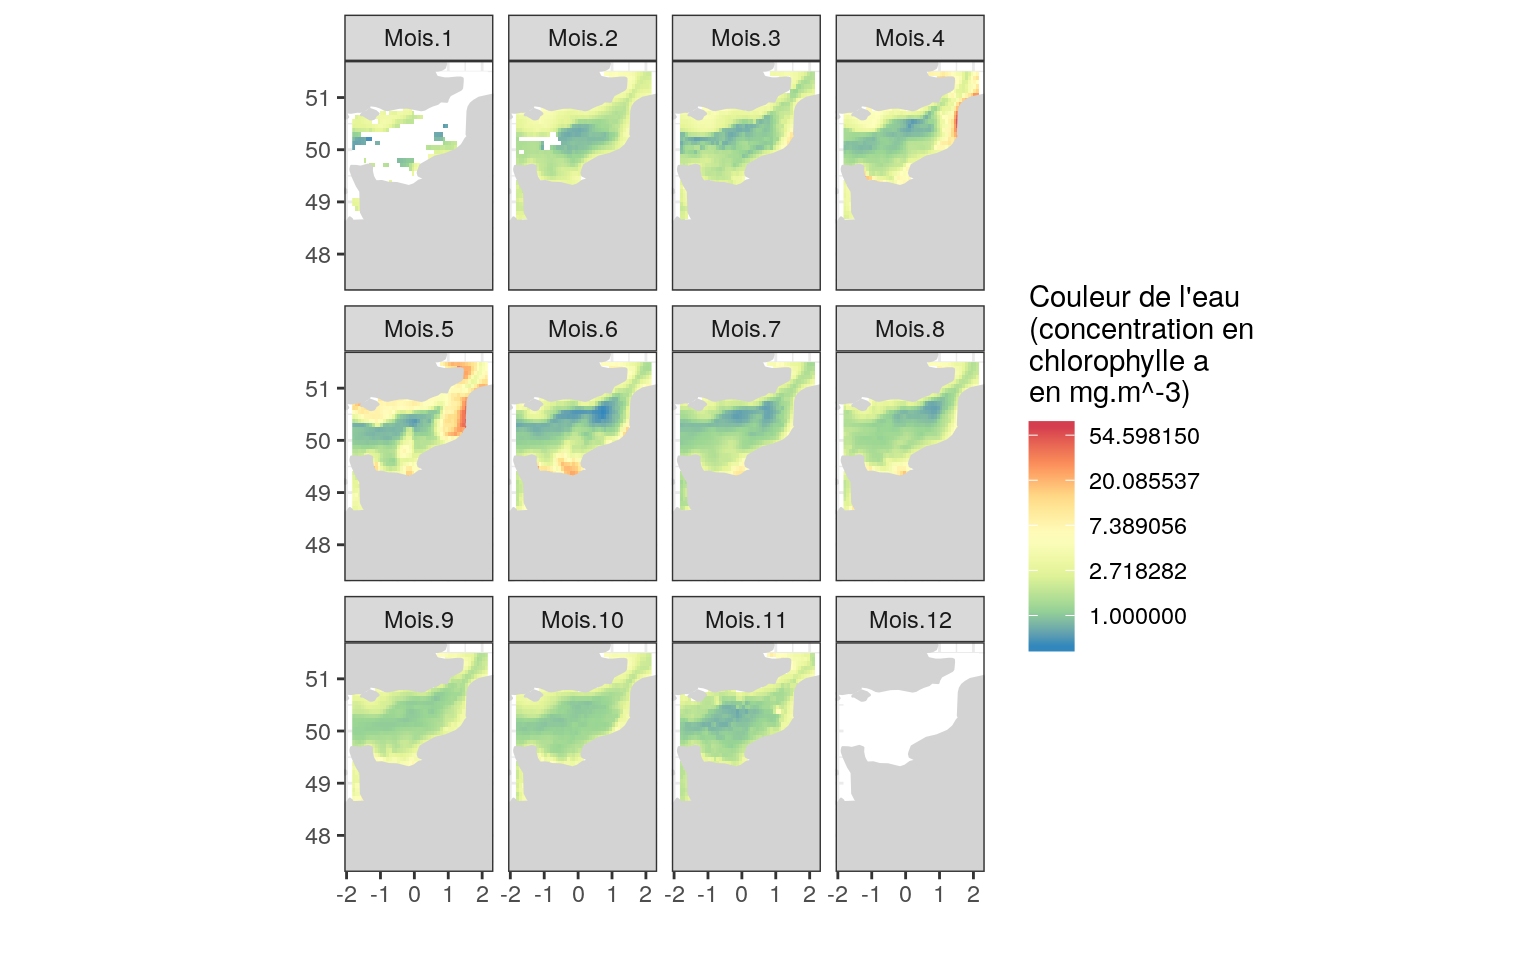 Mois.1 Mois.2 Mois.3 Mois.4
51
50
49
48
Mois.5 Mois.6 Mois.7 Mois.8
51
50
49
48
Mois.9 Mois.10 Mois.11 Mois.12
51
50
49
48
-2 -1 0 1 2 -2 -1 0 1 2 -2 -1 0 1 2 -2 -1 0 1 2
Couleur de l'eau
(concentration en
chlorophylle a
en mg.m^-3)
54.598150
20.085537
7.389056
2.718282
1.000000